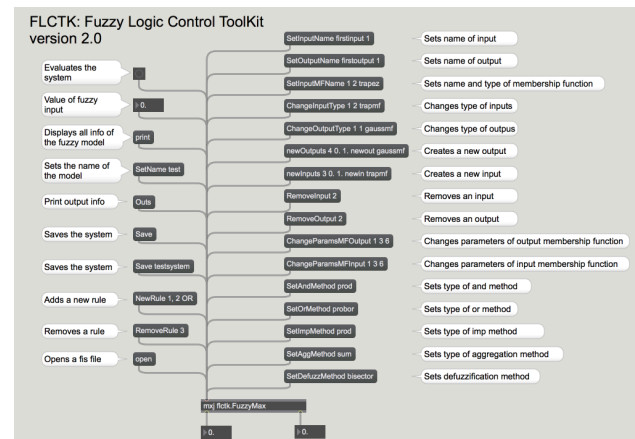 FLCTK: Fuzzy Logic Control ToolKit
version 2.0
Evaluates the
system
Value of fuzzy
input
0.
Displays all info of
the fuzzy model
print
Sets the name of
the model
SetName test
Print output info
Outs
Saves the system
Save
Saves the system
Save testsystem
Adds a new rule
NewRule 1, 2 OR
Removes a rule
RemoveRule 3
Opens a fis file
open
SetInputName firstinput 1
Sets name of input
SetOutputName firstoutput 1
Sets name of output
SetInputMFName 1 2 trapez
Sets name and type of membership function
ChangeInputType 1 2 trapmf
Changes type of inputs
ChangeOutputType 1 1 gaussmf
Changes type of outpus
newOutputs 4 0. 1. newout gaussmf
Creates a new output
newInputs 3 0. 1. newin trapmf
Creates a new input
RemoveInput 2
Removes an input
RemoveOutput 2
Removes an output
ChangeParamsMFOutput 1 3 6
Changes parameters of output membership function
ChangeParamsMFInput 1 3 6
Changes parameters of input membership function
SetAndMethod prod
Sets type of and method
SetOrMethod probor
Sets type of or method
SetImpMethod prod
Sets type of imp method
SetAggMethod sum
Sets type of aggregation method
SetDefuzzMethod bisector
Sets defuzzification method
mxj flctk.FuzzyMax
0.
0.